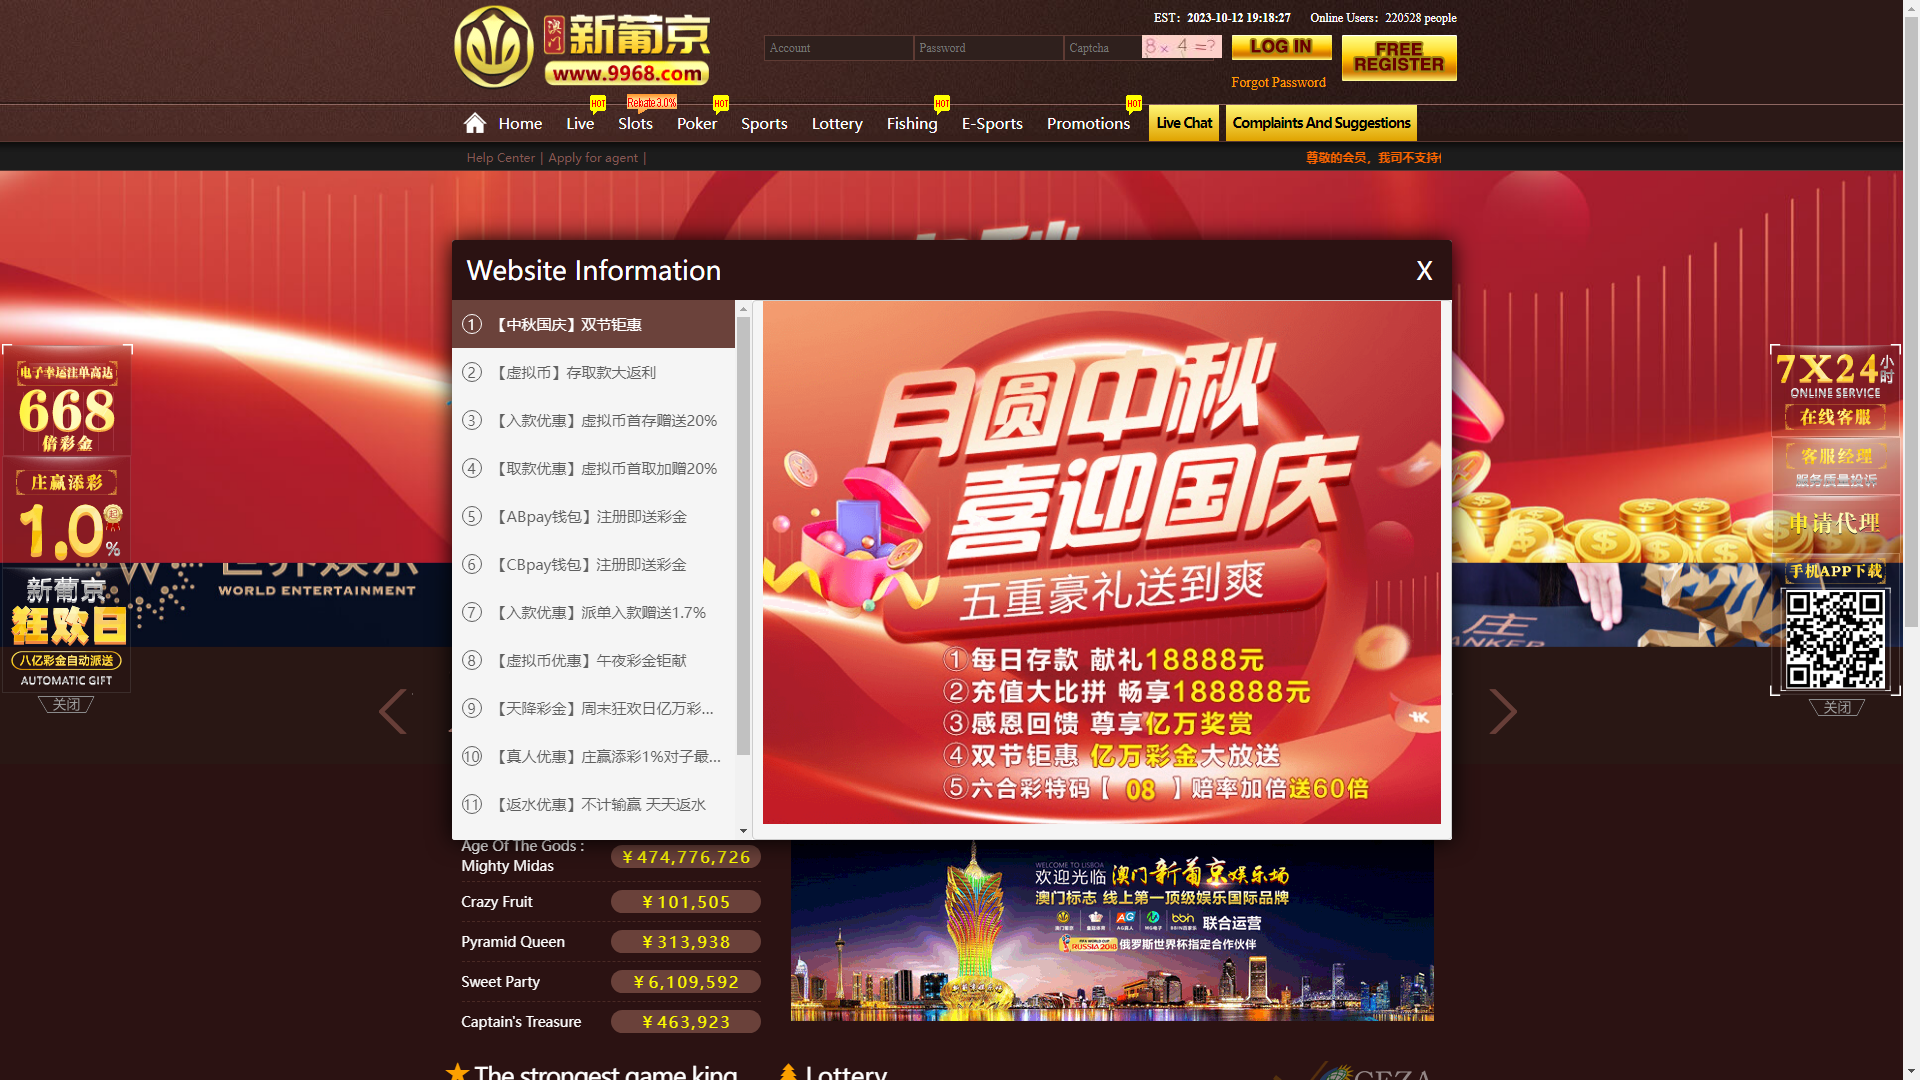 澳门 新葡京
www.9968.com
EST: 2023-10-12 19:18:27 Online Users: 220528 people
Account Password Captcha 8 × 4 =? LOG IN FREE REGISTER
Forgot Password
HOT Rebate 3.0% HOT HOT HOT
Home Live Slots Poker Sports Lottery Fishing E-Sports Promotions Live Chat Complaints And Suggestions
Help Center | Apply for agent |
尊敬的会员，我司不支持
Website Information
X
① 【中秋国庆】双节钜惠
② 【虚拟币】存取款大返利
③ 【入款优惠】虚拟币首存赠送20%
④ 【取款优惠】虚拟币首取加赠20%
⑤ 【ABpay钱包】注册即送彩金
⑥ 【CBpay钱包】注册即送彩金
⑦ 【入款优惠】派单入款赠送1.7%
⑧ 【虚拟币优惠】午夜彩金钜献
⑨ 【天降彩金】周末狂欢日亿万彩...
⑩ 【真人优惠】庄赢添彩1%对子最...
⑪ 【返水优惠】不计输赢 天天返水
月圆中秋
喜迎国庆
五重豪礼送到爽
①每日存款 献礼18888元
②充值大比拼 畅享188888元
③感恩回馈 尊享亿万奖赏
④双节钜惠 亿万彩金大放送
⑤六合彩特码【 08 】赔率加倍送60倍
电子幸运注单高达
668
倍彩金
庄赢添彩
1.0%
起
新葡京
狂欢日
八亿彩金自动派送
AUTOMATIC GIFT
关闭
WORLD ENTERTAINMENT
7X24小时
ONLINE SERVICE
在线客服
客服经理
服务质量投诉
申请代理
手机APP下载
关闭
庄
Age Of The Gods :
Mighty Midas ¥ 474,776,726
Crazy Fruit ¥ 101,505
Pyramid Queen ¥ 313,938
Sweet Party ¥ 6,109,592
Captain's Treasure ¥ 463,923
WELCOME TO LISBOA
欢迎光临 澳门新葡京娱乐场
澳门标志 线上第一顶级娱乐国际品牌
AG bbin 联合运营
RUSSIA 2018 俄罗斯世界杯指定合作伙伴
The strongest game king
Lottery
CEZA